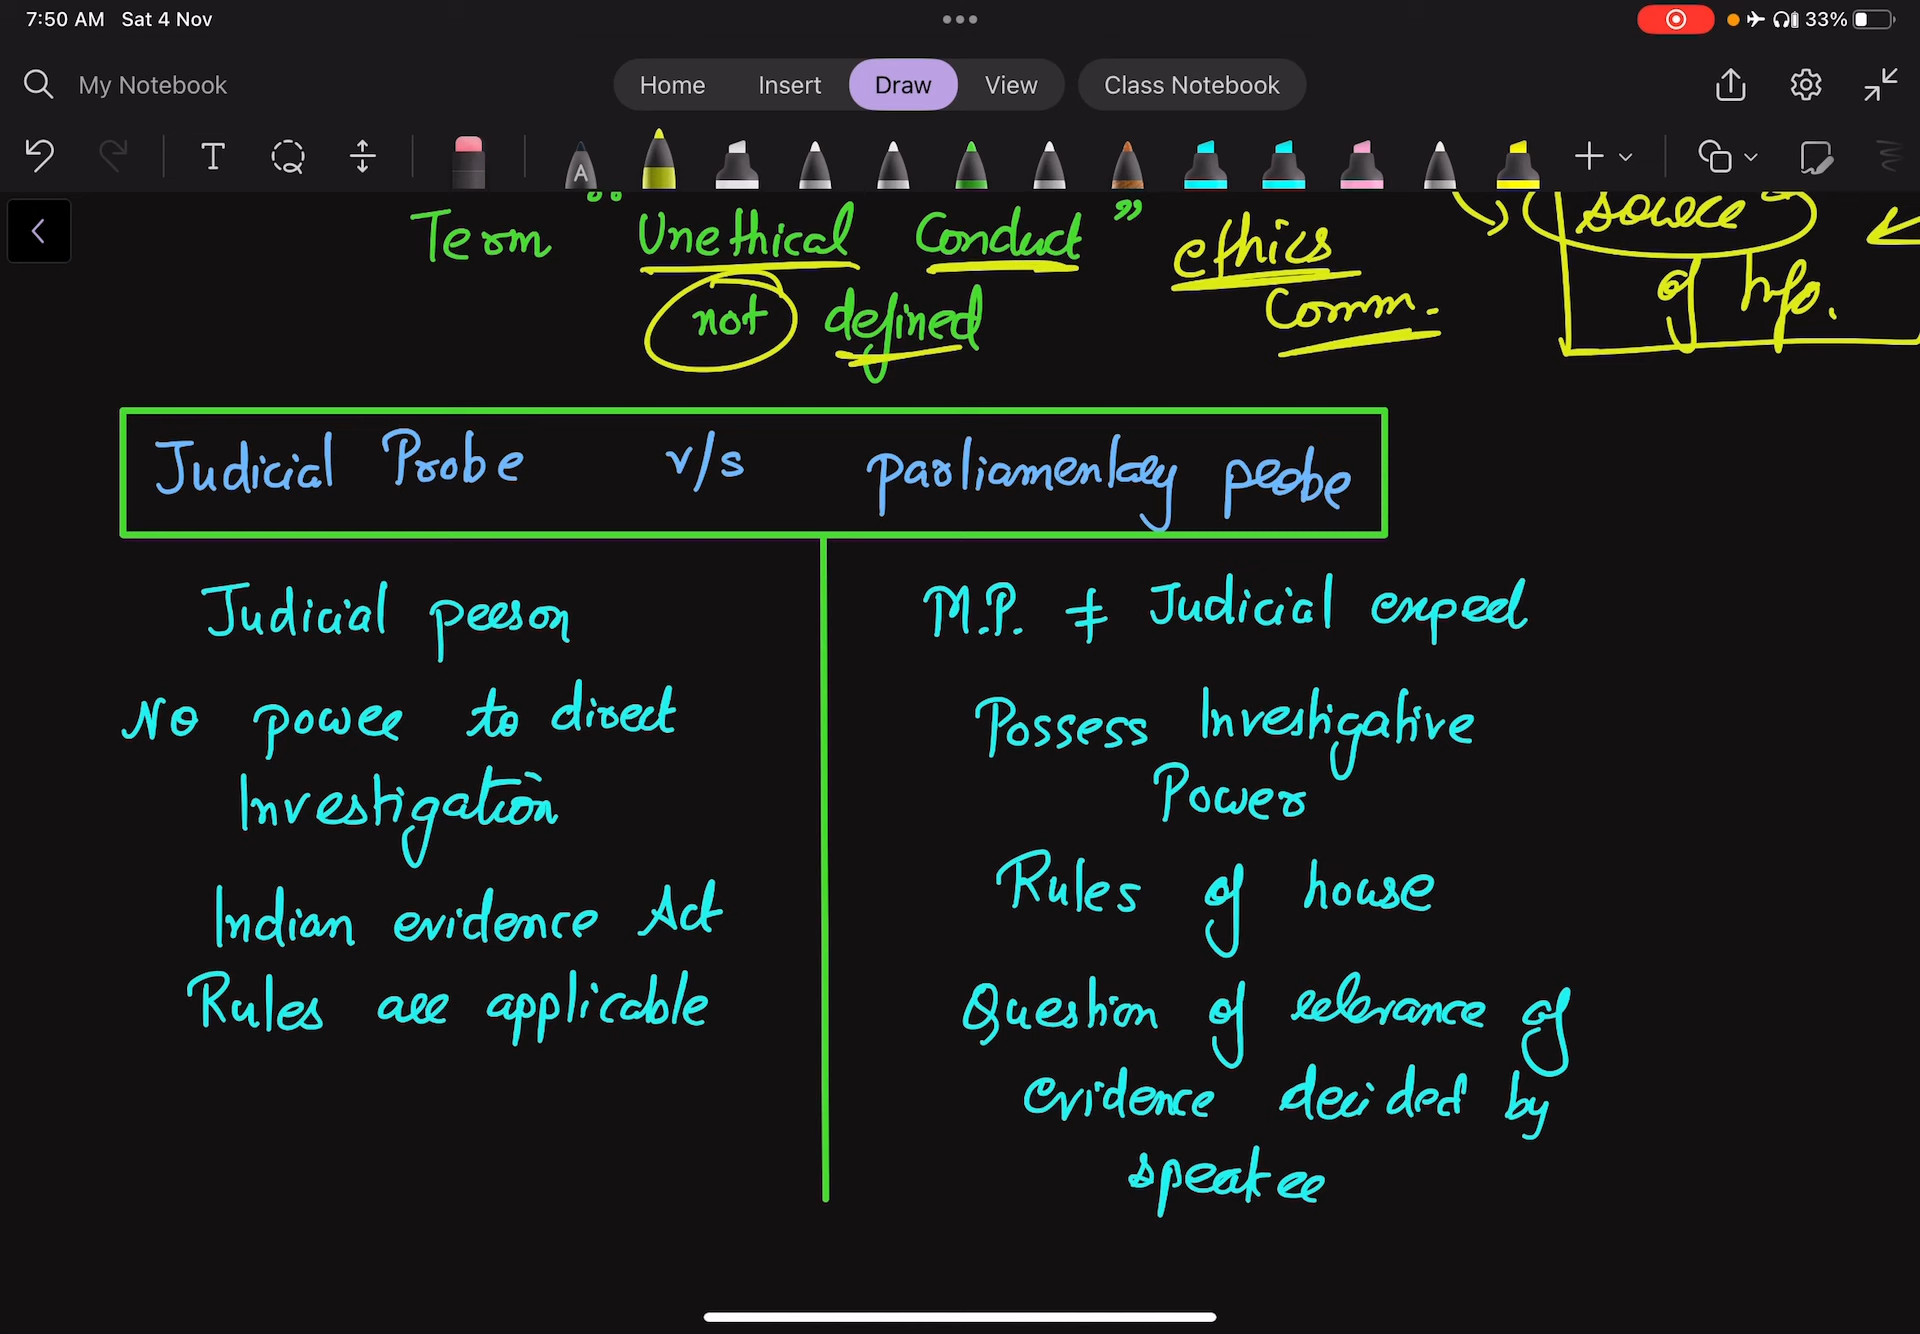 7:50 AM Sat 4 Nov
33%
My Notebook
Home Insert Draw View Class Notebook
T
A
Term "Unethical Conduct" ethics
not defined Comm.
source
of Info.
Judicial Probe v/s Parliamentary probe
Judicial person
No power to direct
Investigation
Indian evidence Act
Rules are applicable
M.P. ≠ Judicial expert
Possess Investigative
Power
Rules of house
Question of relevance of
evidence decided by
speaker